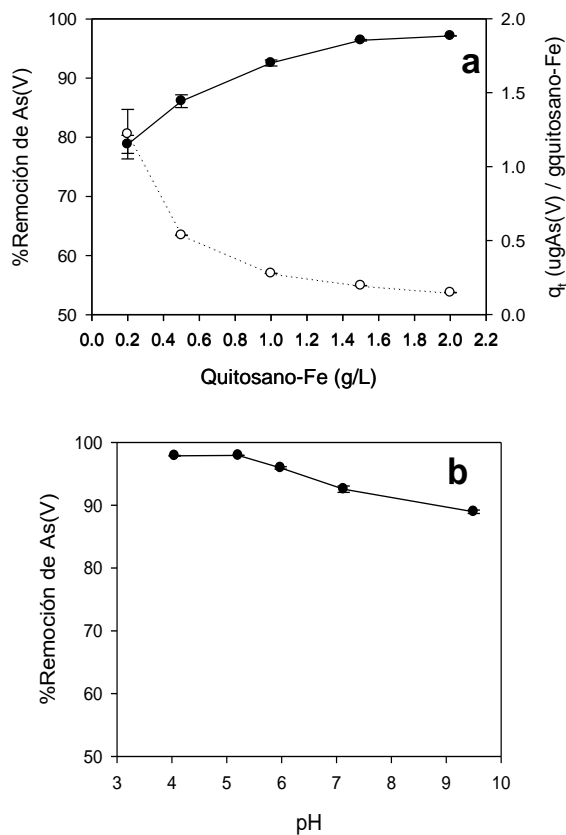 a
100
90
80
70
60
50
%Remoción de As(V)
2.0
1.5
1.0
0.5
0.0
qt (ugAs(V) / gquitosano-Fe)
0.0 0.2 0.4 0.6 0.8 1.0 1.2 1.4 1.6 1.8 2.0 2.2
Quitosano-Fe (g/L)
b
100
90
80
70
60
50
%Remoción de As(V)
3 4 5 6 7 8 9 10
pH